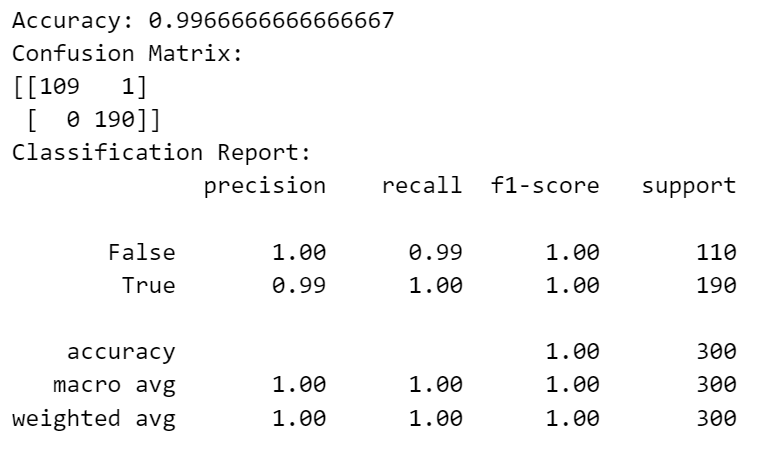 Accuracy: 0.9966666666666667
Confusion Matrix:
[[109   1]
 [  0 190]]
Classification Report:
              precision    recall  f1-score   support

       False       1.00      0.99      1.00       110
        True       0.99      1.00      1.00       190

    accuracy                           1.00       300
   macro avg       1.00      1.00      1.00       300
weighted avg       1.00      1.00      1.00       300